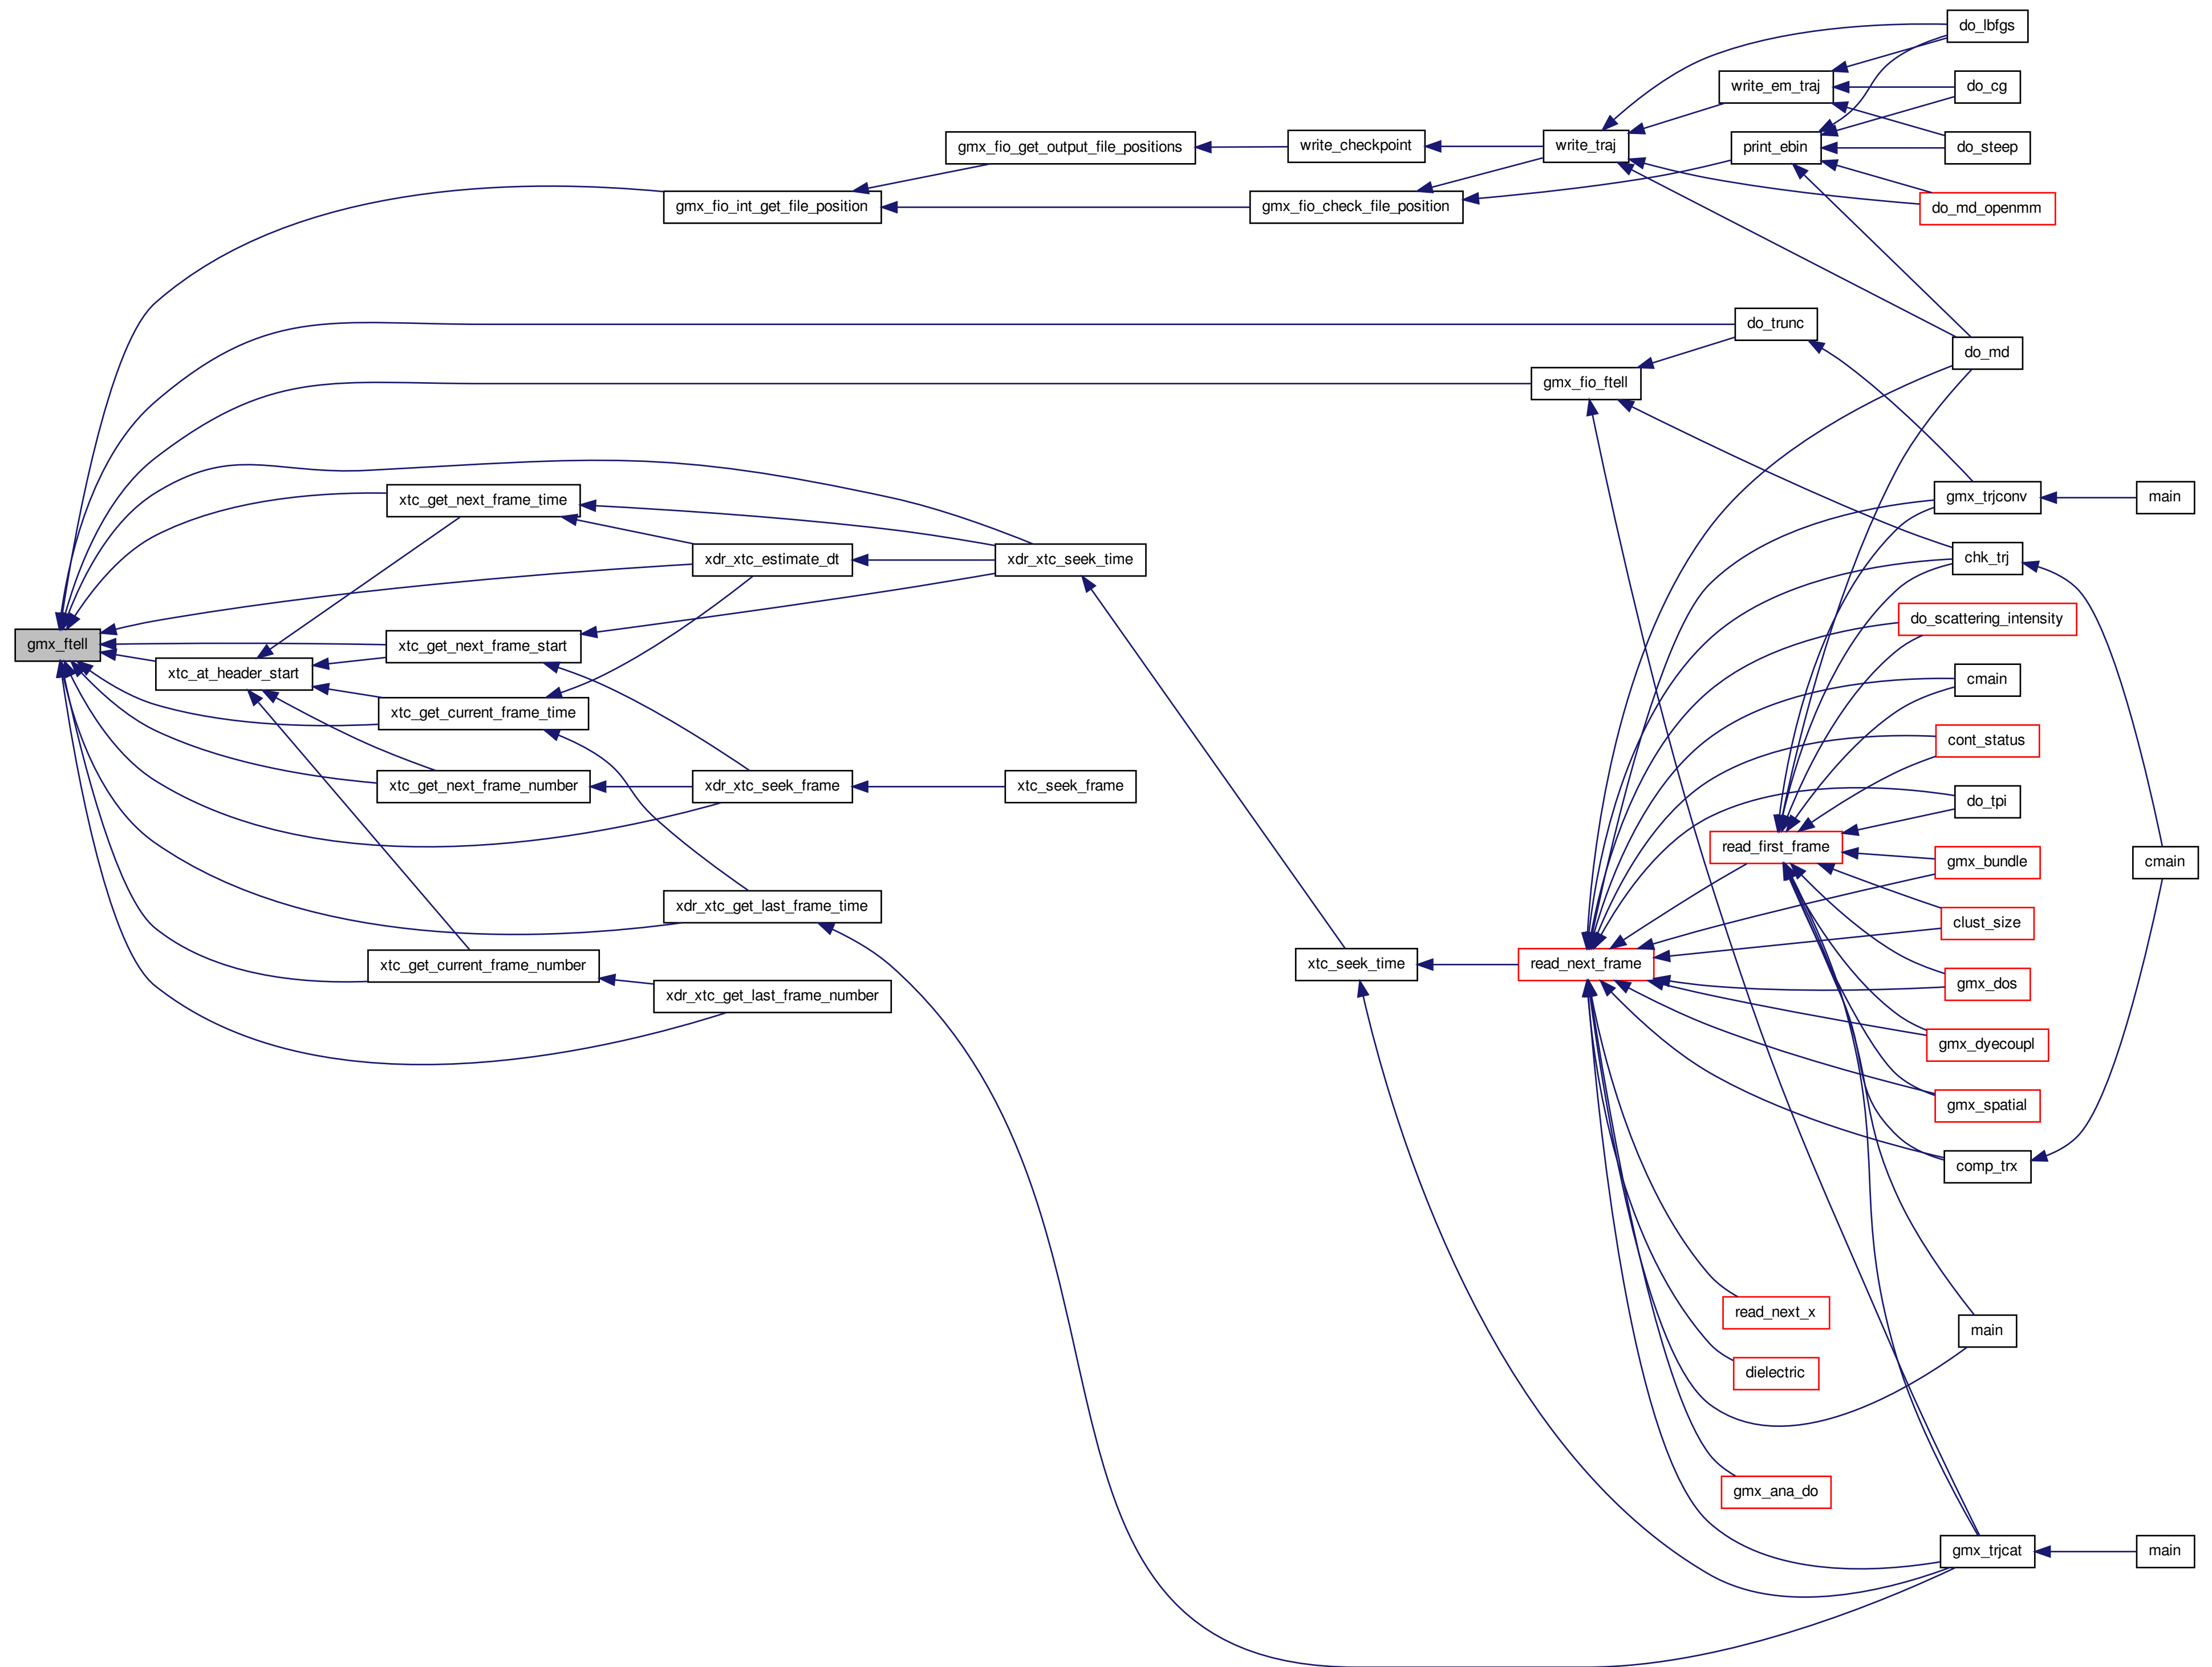 do_lbfgs
write_em_traj
do_cg
gmx_fio_get_output_file_positions
write_checkpoint
write_traj
print_ebin
do_steep
gmx_fio_int_get_file_position
gmx_fio_check_file_position
do_md_openmm
do_trunc
do_md
gmx_fio_ftell
xtc_get_next_frame_time
gmx_trjconv
main
xdr_xtc_estimate_dt
xdr_xtc_seek_time
chk_trj
do_scattering_intensity
gmx_ftell
xtc_get_next_frame_start
xtc_at_header_start
cmain
xtc_get_current_frame_time
cont_status
xtc_get_next_frame_number
xdr_xtc_seek_frame
xtc_seek_frame
do_tpi
read_first_frame
gmx_bundle
cmain
xdr_xtc_get_last_frame_time
clust_size
xtc_get_current_frame_number
xtc_seek_time
read_next_frame
gmx_dos
xdr_xtc_get_last_frame_number
gmx_dyecoupl
gmx_spatial
comp_trx
read_next_x
main
dielectric
gmx_ana_do
gmx_trjcat
main